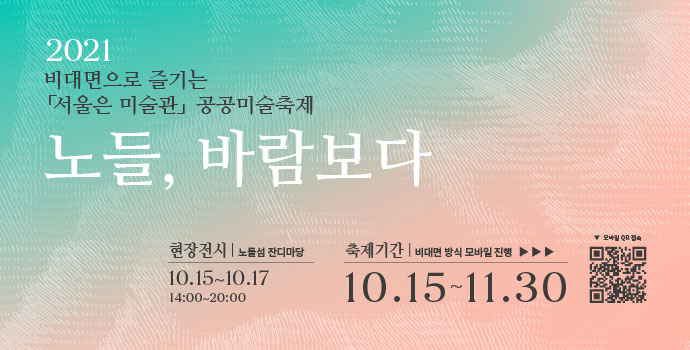 2021
비대면으로 즐기는
「서울은 미술관」 공공미술축제
노들, 바람보다
현장전시 | 노들섬 잔디마당
10.15~10.17
14:00~20:00
축제기간 | 비대면 방식 모바일 진행 ▶ ▶ ▶
10.15~11.30
▼ 모바일 QR 접속